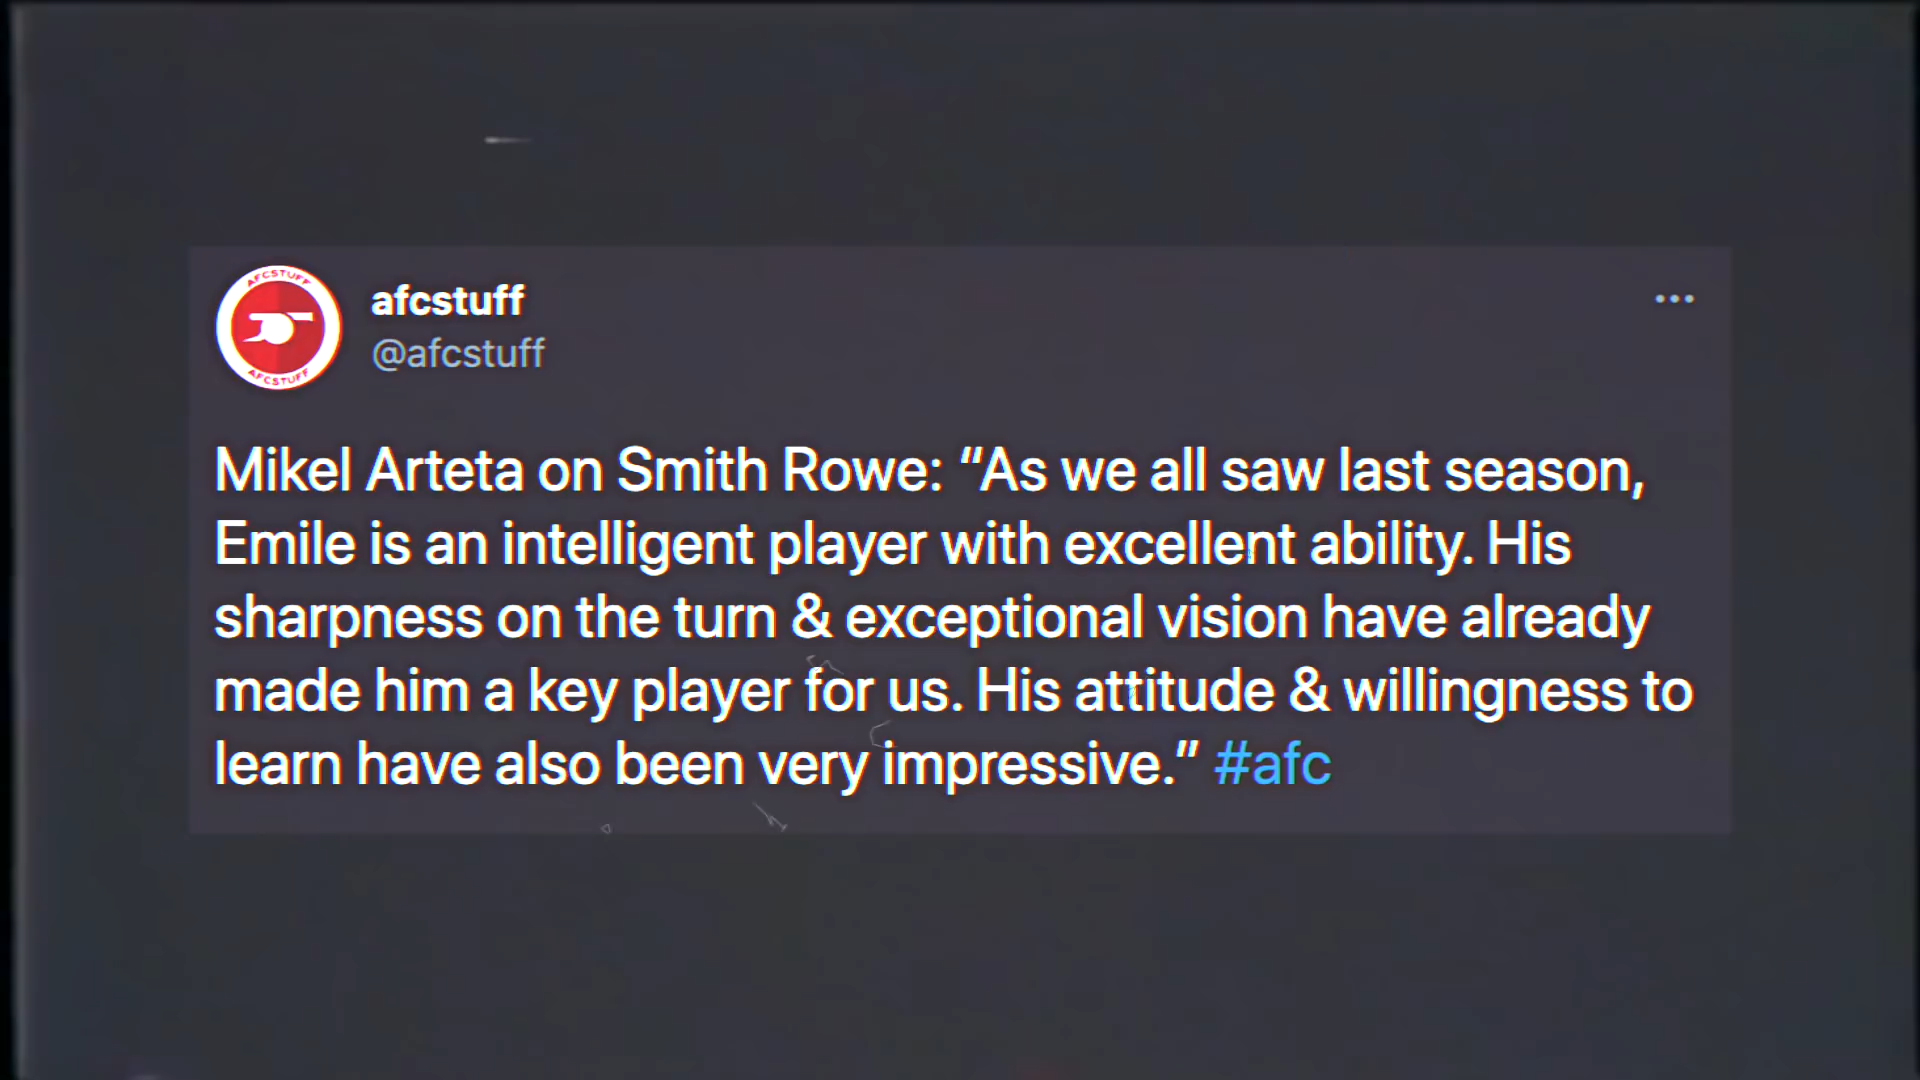 AFCSTUFF
AFCSTUFF
afcstuff
@afcstuff
Mikel Arteta on Smith Rowe: “As we all saw last season,
Emile is an intelligent player with excellent ability. His
sharpness on the turn & exceptional vision have already
made him a key player for us. His attitude & willingness to
learn have also been very impressive.” #afc